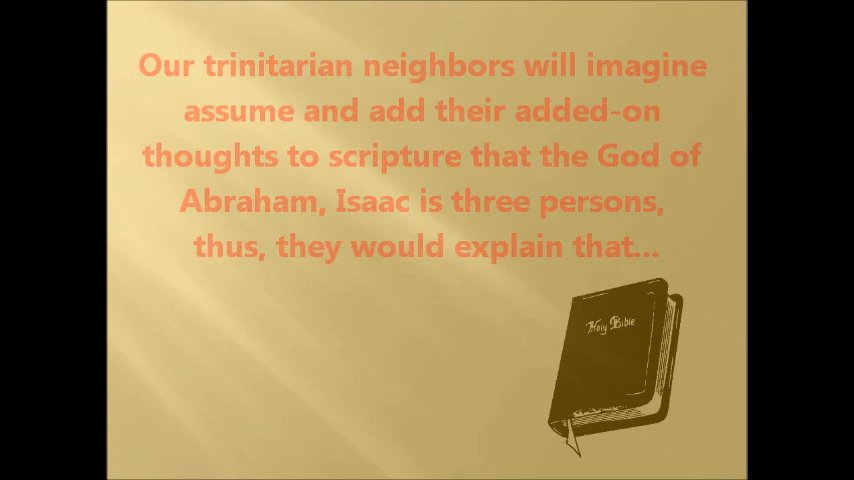 Our trinitarian neighbors will imagine
assume and add their added-on
thoughts to scripture that the God of
Abraham, Isaac is three persons,
thus, they would explain that...
Holy Bible